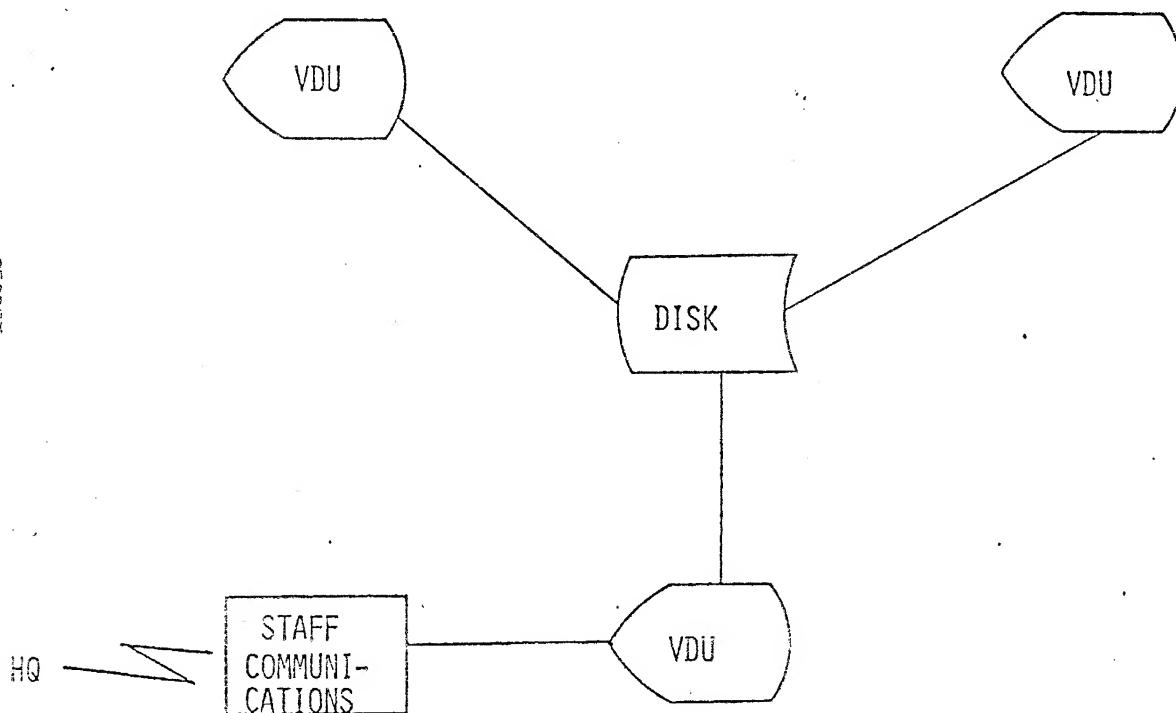 VDU
VDU
DISK
STAFF
COMMUNI-
CATIONS
HQ
VDU